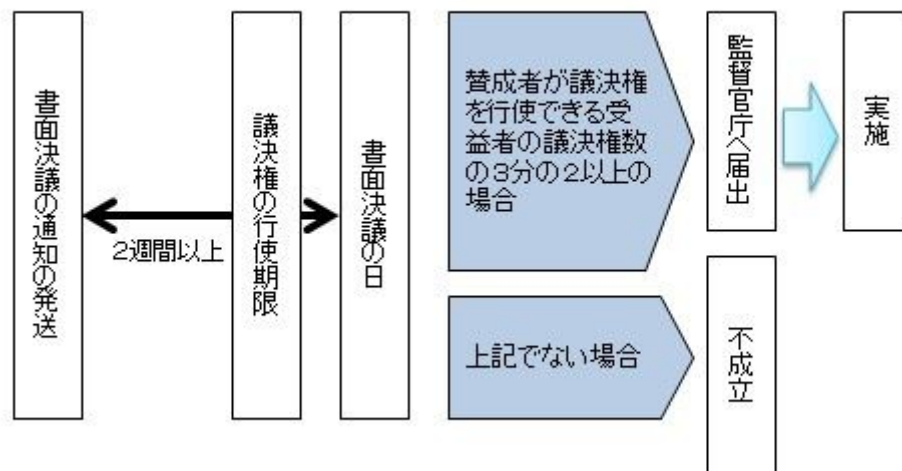 書面決議の通知の発送
2週間以上
議決権の行使期限
書面決議の日
賛成者が議決権
を行使できる受
益者の議決権数
の3分の2以上の
場合
監督官庁へ届出
実施
上記でない場合
不成立